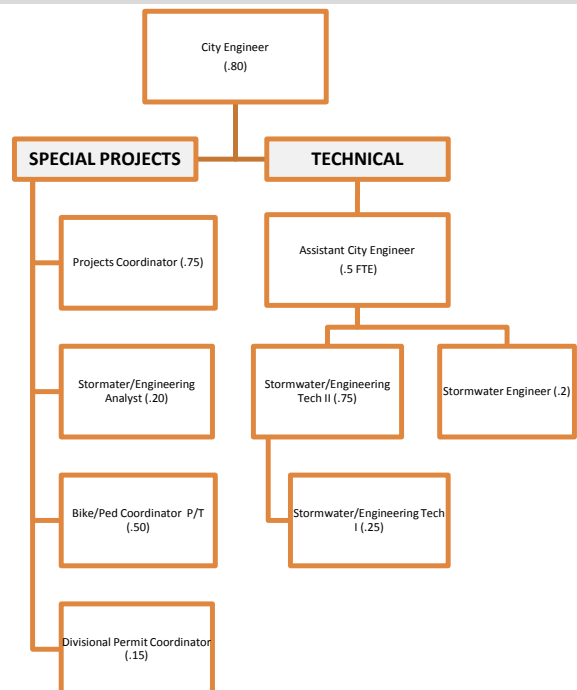 City Engineer
(.80)
SPECIAL PROJECTS
TECHNICAL
Projects Coordinator (.75)
Stormater/Engineering
Analyst (.20)
Bike/Ped Coordinator P/T
(.50)
Divisional Permit Coordinator
(.15)
Assistant City Engineer
(.5 FTE)
Stormwater/Engineering
Tech II (.75)
Stormwater/Engineering Tech
I (.25)
Stormwater Engineer (.2)